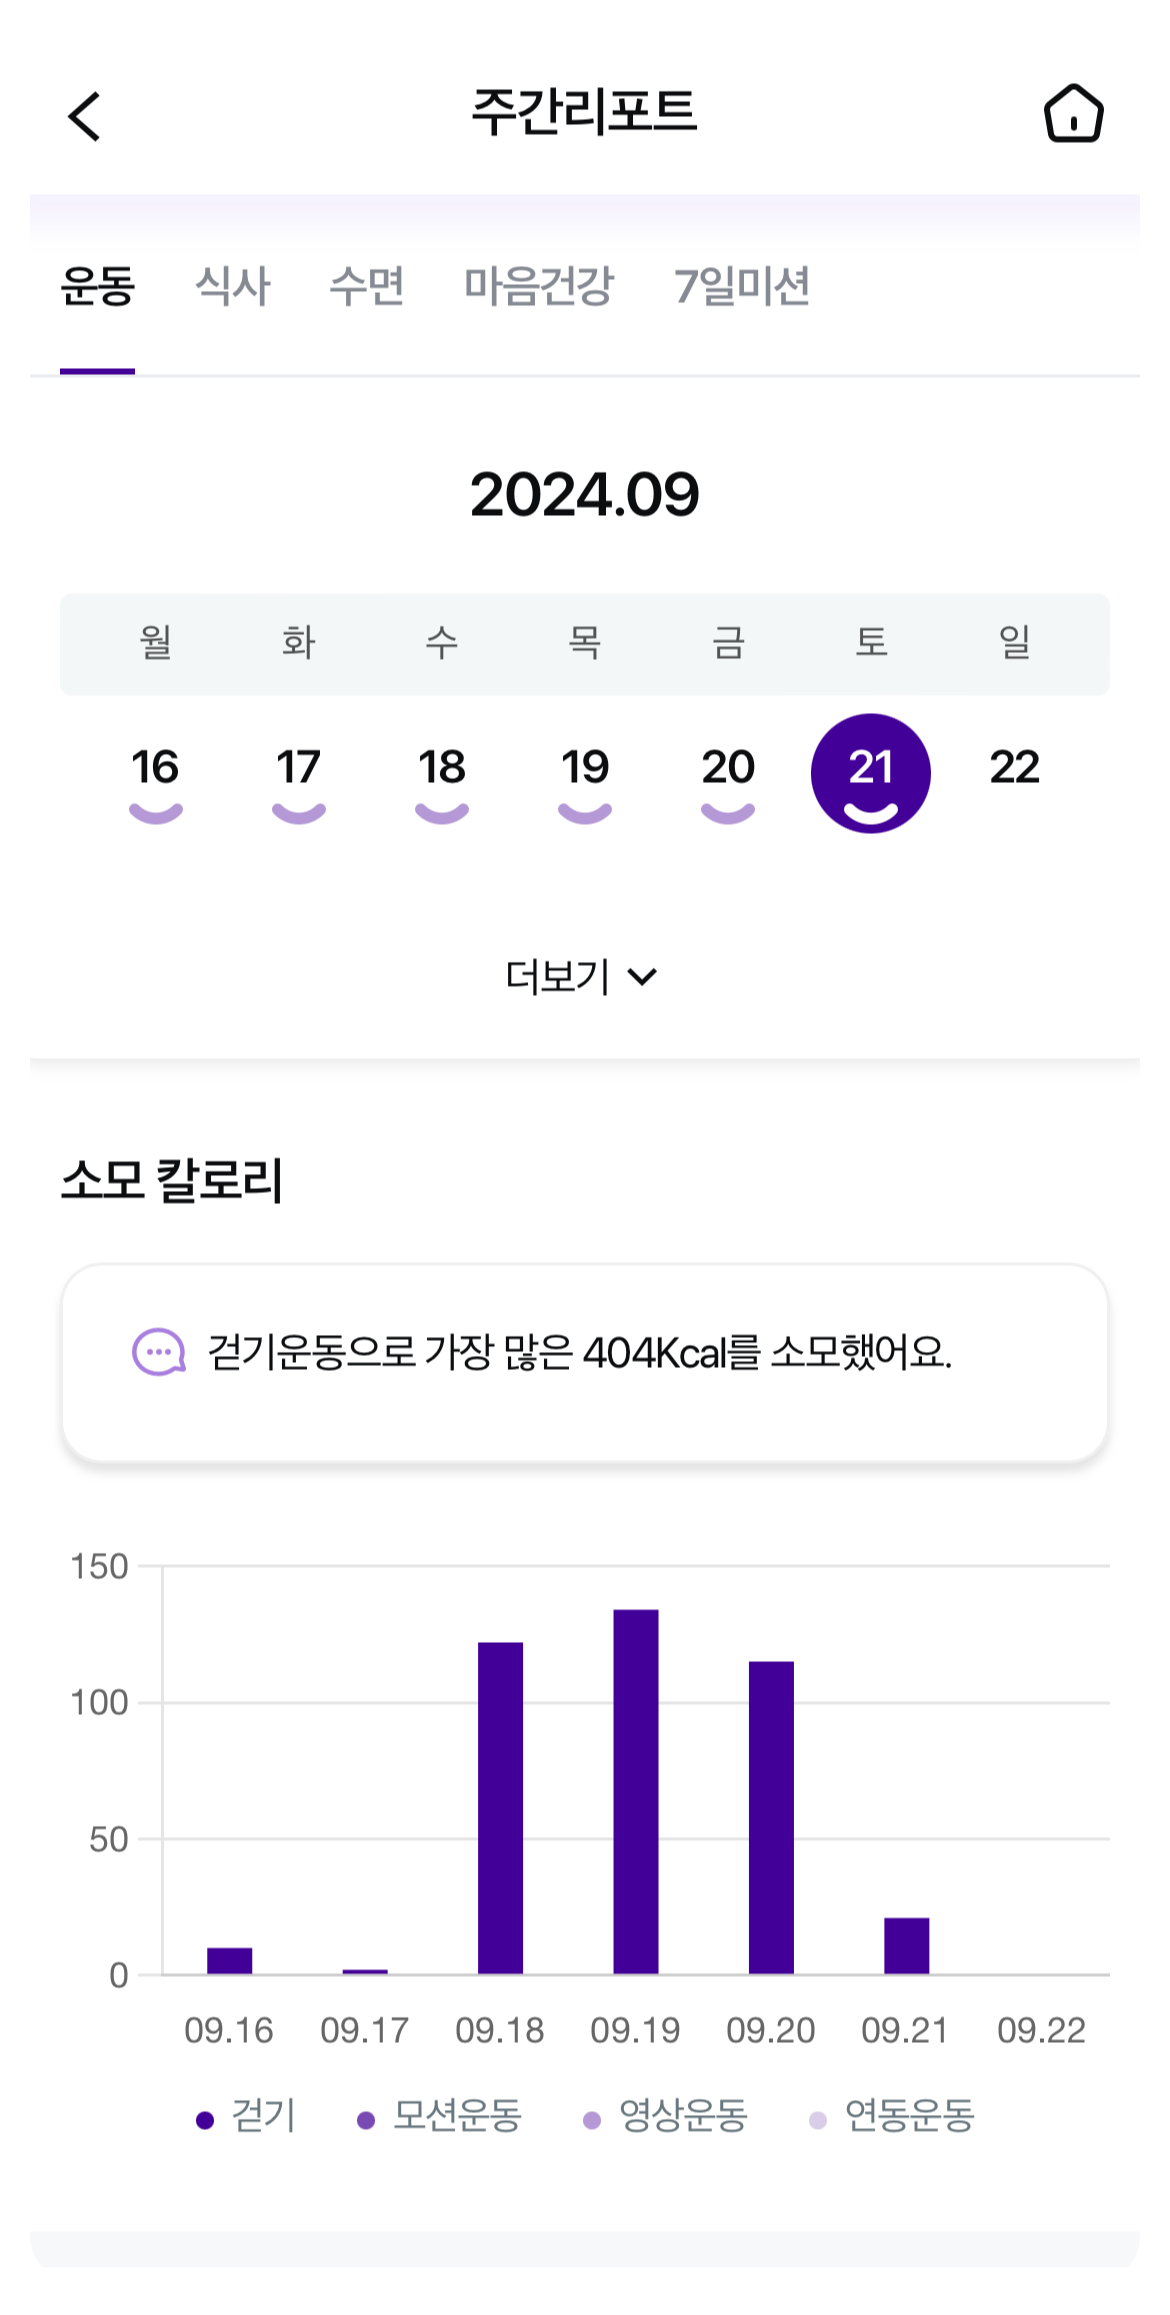 주간리포트
운동 식사 수면 마음건강 7일미션
2024.09
월 화 수 목 금 토 일
16 17 18 19 20 21 22
더보기
소모 칼로리
걷기운동으로 가장 많은 404Kcal를 소모했어요.
150
100
50
0
09.16 09.17 09.18 09.19 09.20 09.21 09.22
걷기 모션운동 영상운동 연동운동